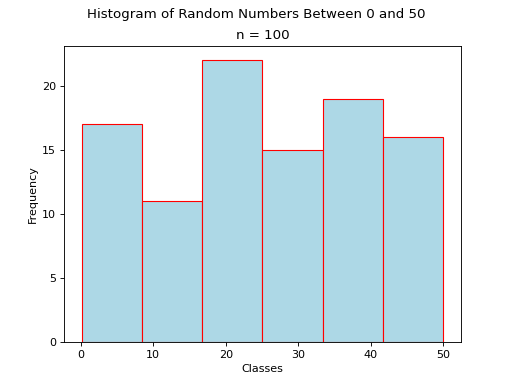 Histogram of Random Numbers Between 0 and 50
n = 100
20
15
10
5
0
Frequency
0 10 20 30 40 50
Classes